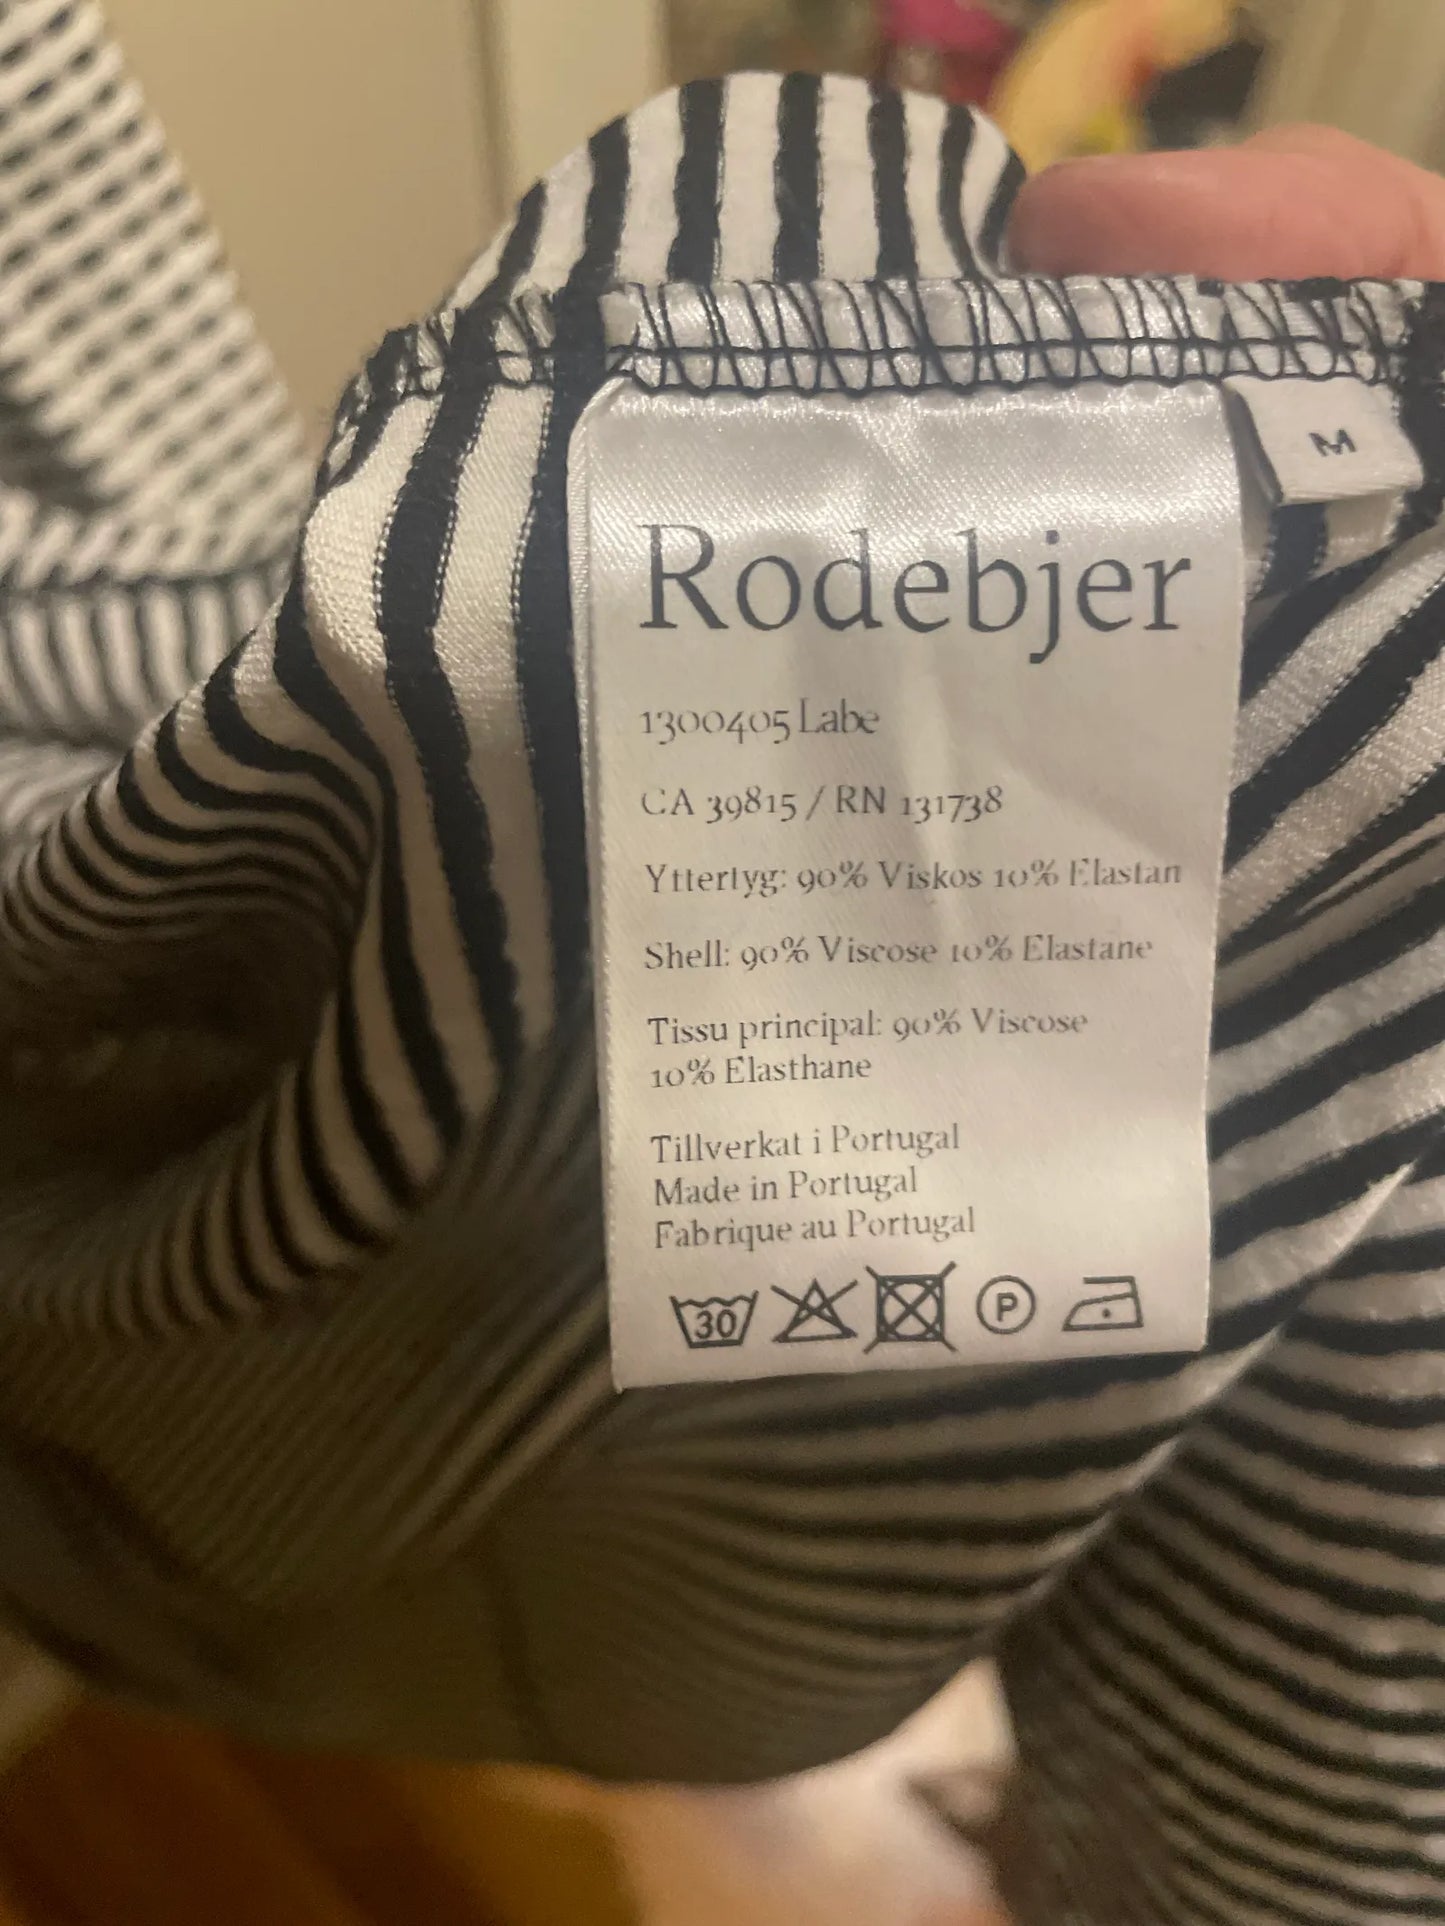 M
Rodebjer
1300405 Labe
CA 39815 / RN 131738
Yttertyg: 90% Viskos 10% Elastan
Shell: 90% Viscose 10% Elastane
Tissu principal: 90% Viscose
10% Elasthane
Tillverkat i Portugal
Made in Portugal
Fabrique au Portugal
30 P